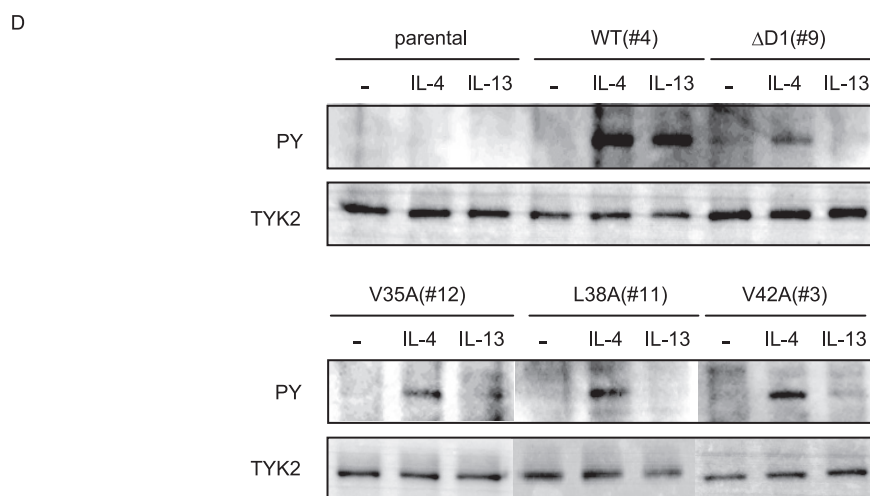 D
parental WT(#4) ΔD1(#9)
- IL-4 IL-13 - IL-4 IL-13 - IL-4 IL-13
PY
TYK2
V35A(#12) L38A(#11) V42A(#3)
- IL-4 IL-13 - IL-4 IL-13 - IL-4 IL-13
PY
TYK2